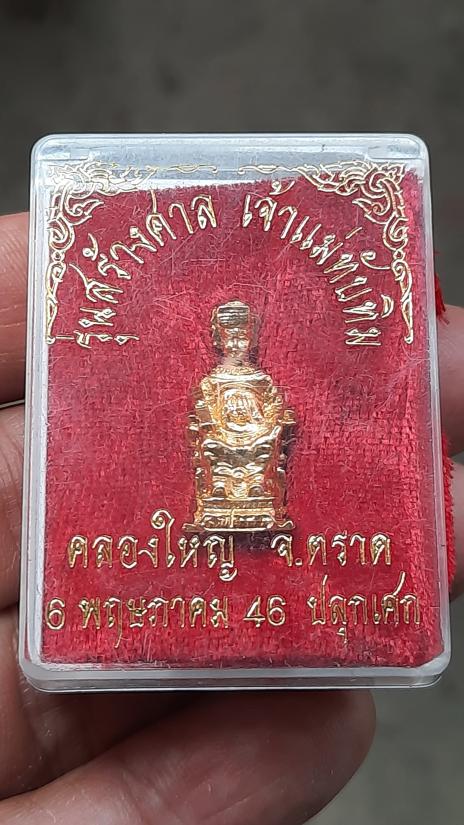 รุ่นสร้างศาล เจ้าแม่ทับทิม
คลองใหญ่ จ.ตราด
6 พฤษภาคม 46 ปลุกเศก